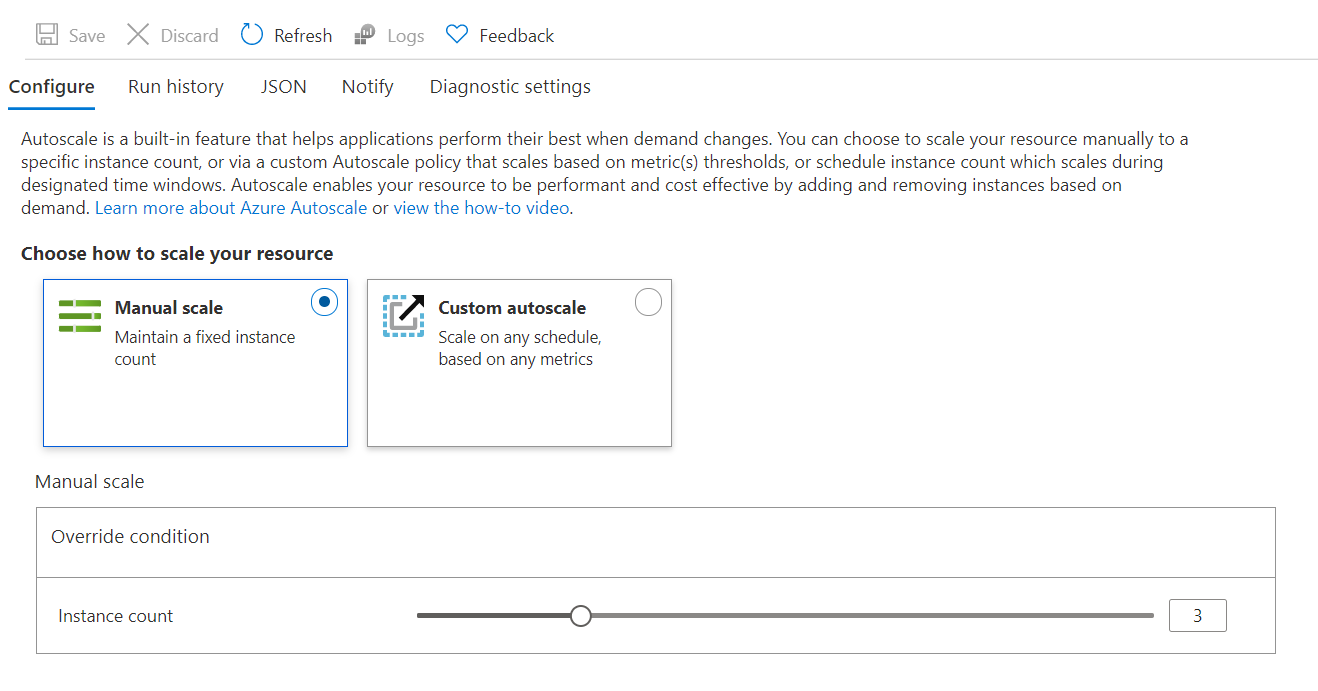 Save Discard Refresh Logs Feedback
Configure Run history JSON Notify Diagnostic settings
Autoscale is a built-in feature that helps applications perform their best when demand changes. You can choose to scale your resource manually to a
specific instance count, or via a custom Autoscale policy that scales based on metric(s) thresholds, or schedule instance count which scales during
designated time windows. Autoscale enables your resource to be performant and cost effective by adding and removing instances based on
demand. Learn more about Azure Autoscale or view the how-to video.
Choose how to scale your resource
Manual scale
Maintain a fixed instance
count
Custom autoscale
Scale on any schedule,
based on any metrics
Manual scale
Override condition
Instance count 3